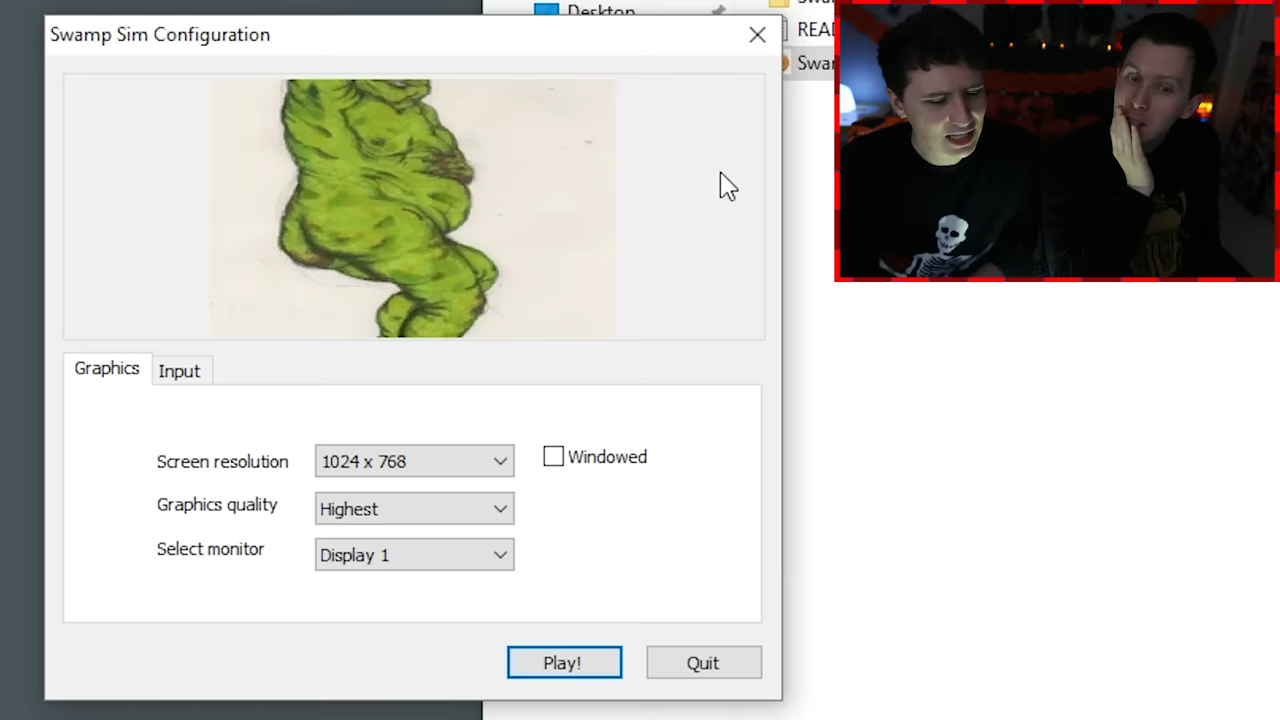 Swamp Sim Configuration
Desktop
READ
Swar
Graphics
Input
Screen resolution
1024 x 768
Windowed
Graphics quality
Highest
Select monitor
Display 1
Play!
Quit